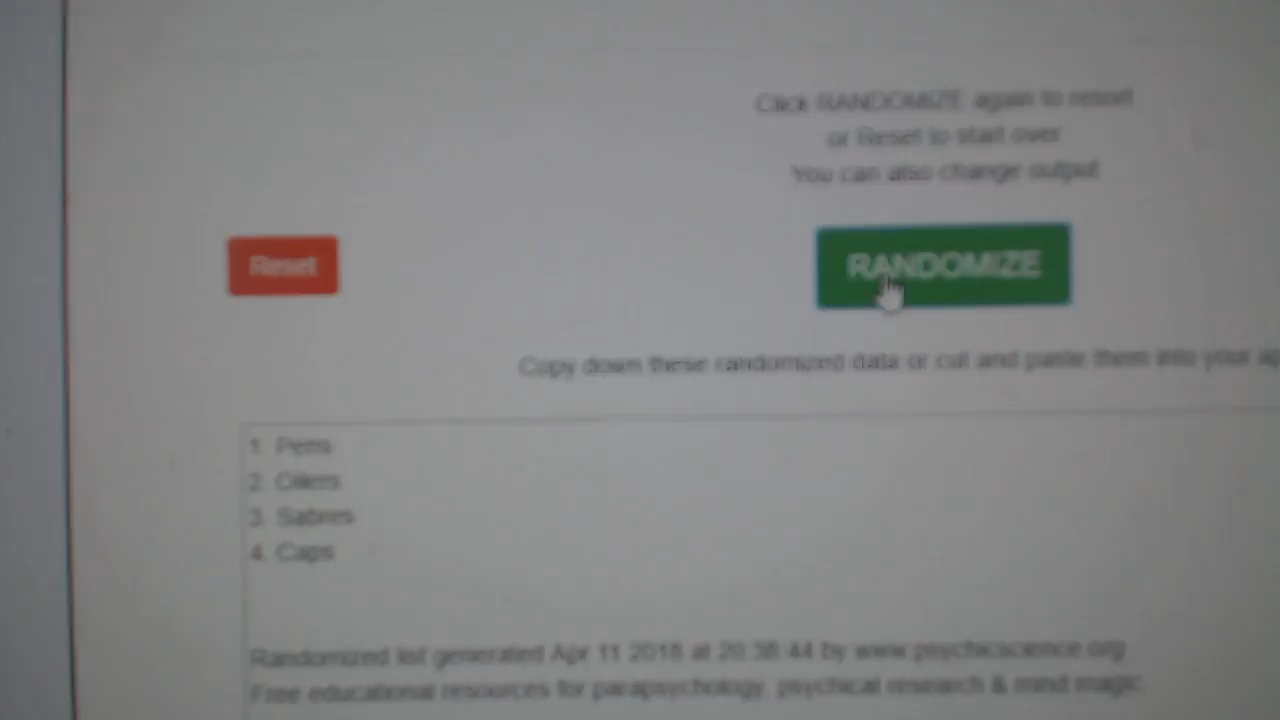 Click RANDOMIZE again to resort
or Reset to start over
You can also change output
Reset
RANDOMIZE
Copy down these randomized data or cut and paste them into your
1. Pens
2. Oilers
3. Sabres
4. Caps
Randomized list generated Apr 11 2018 at 20:38:44 by www.psychicscience.org
Free educational resources for parapsychology, psychical research & mind magic.